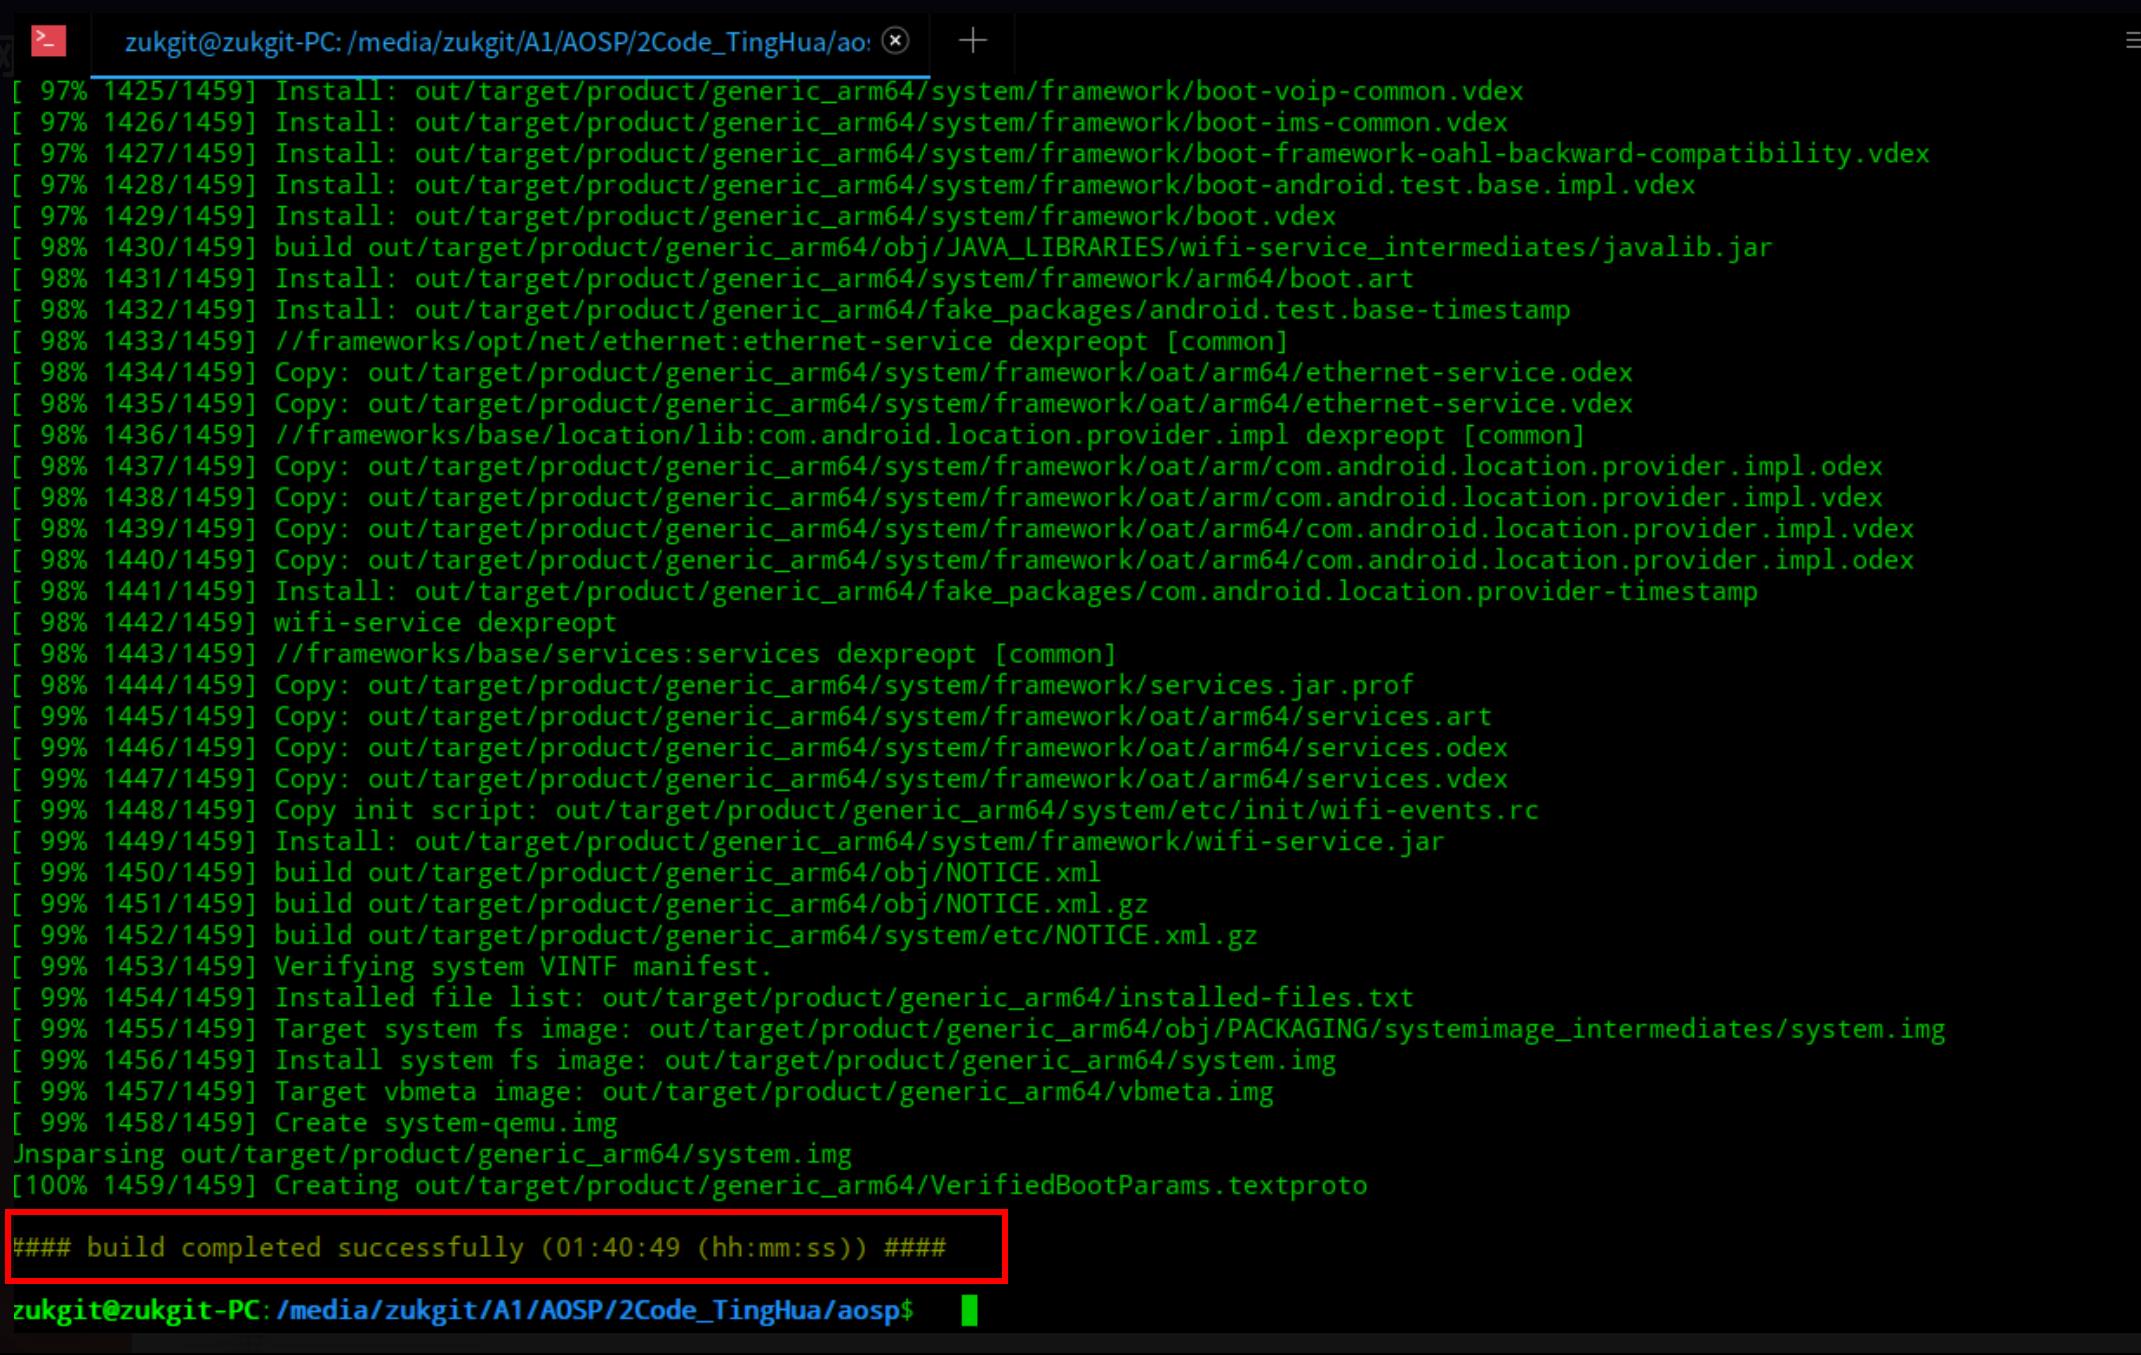 zukgit@zukgit-PC: /media/zukgit/A1/AOSP/2Code_TingHua/aos
[ 97% 1425/1459] Install: out/target/product/generic_arm64/system/framework/boot-voip-common.vdex
[ 97% 1426/1459] Install: out/target/product/generic_arm64/system/framework/boot-ims-common.vdex
[ 97% 1427/1459] Install: out/target/product/generic_arm64/system/framework/boot-framework-oahl-backward-compatibility.vdex
[ 97% 1428/1459] Install: out/target/product/generic_arm64/system/framework/boot-android.test.base.impl.vdex
[ 97% 1429/1459] Install: out/target/product/generic_arm64/system/framework/boot.vdex
[ 98% 1430/1459] build out/target/product/generic_arm64/obj/JAVA_LIBRARIES/wifi-service_intermediates/javalib.jar
[ 98% 1431/1459] Install: out/target/product/generic_arm64/system/framework/arm64/boot.art
[ 98% 1432/1459] Install: out/target/product/generic_arm64/fake_packages/android.test.base-timestamp
[ 98% 1433/1459] //frameworks/opt/net/ethernet:ethernet-service dexpreopt [common]
[ 98% 1434/1459] Copy: out/target/product/generic_arm64/system/framework/oat/arm64/ethernet-service.odex
[ 98% 1435/1459] Copy: out/target/product/generic_arm64/system/framework/oat/arm64/ethernet-service.vdex
[ 98% 1436/1459] //frameworks/base/location/lib:com.android.location.provider.impl dexpreopt [common]
[ 98% 1437/1459] Copy: out/target/product/generic_arm64/system/framework/oat/arm/com.android.location.provider.impl.odex
[ 98% 1438/1459] Copy: out/target/product/generic_arm64/system/framework/oat/arm/com.android.location.provider.impl.vdex
[ 98% 1439/1459] Copy: out/target/product/generic_arm64/system/framework/oat/arm64/com.android.location.provider.impl.vdex
[ 98% 1440/1459] Copy: out/target/product/generic_arm64/system/framework/oat/arm64/com.android.location.provider.impl.odex
[ 98% 1441/1459] Install: out/target/product/generic_arm64/fake_packages/com.android.location.provider-timestamp
[ 98% 1442/1459] wifi-service dexpreopt
[ 98% 1443/1459] //frameworks/base/services:services dexpreopt [common]
[ 98% 1444/1459] Copy: out/target/product/generic_arm64/system/framework/services.jar.prof
[ 99% 1445/1459] Copy: out/target/product/generic_arm64/system/framework/oat/arm64/services.art
[ 99% 1446/1459] Copy: out/target/product/generic_arm64/system/framework/oat/arm64/services.odex
[ 99% 1447/1459] Copy: out/target/product/generic_arm64/system/framework/oat/arm64/services.vdex
[ 99% 1448/1459] Copy init script: out/target/product/generic_arm64/system/etc/init/wifi-events.rc
[ 99% 1449/1459] Install: out/target/product/generic_arm64/system/framework/wifi-service.jar
[ 99% 1450/1459] build out/target/product/generic_arm64/obj/NOTICE.xml
[ 99% 1451/1459] build out/target/product/generic_arm64/obj/NOTICE.xml.gz
[ 99% 1452/1459] build out/target/product/generic_arm64/system/etc/NOTICE.xml.gz
[ 99% 1453/1459] Verifying system VINTF manifest.
[ 99% 1454/1459] Installed file list: out/target/product/generic_arm64/installed-files.txt
[ 99% 1455/1459] Target system fs image: out/target/product/generic_arm64/obj/PACKAGING/systemimage_intermediates/system.img
[ 99% 1456/1459] Install system fs image: out/target/product/generic_arm64/system.img
[ 99% 1457/1459] Target vbmeta image: out/target/product/generic_arm64/vbmeta.img
[ 99% 1458/1459] Create system-qemu.img
Unsparsing out/target/product/generic_arm64/system.img
[100% 1459/1459] Creating out/target/product/generic_arm64/VerifiedBootParams.textproto
#### build completed successfully (01:40:49 (hh:mm:ss)) ####
zukgit@zukgit-PC:/media/zukgit/A1/AOSP/2Code_TingHua/aosp$